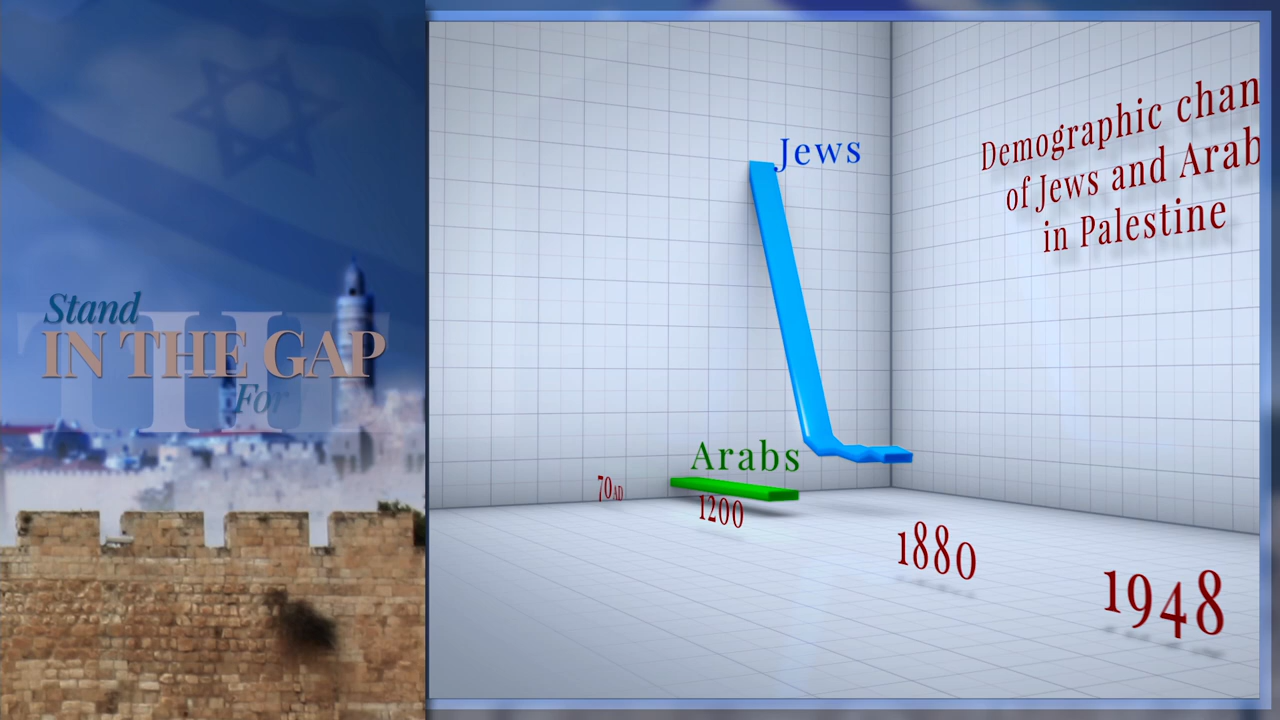 Stand
IN THE GAP
For
THE
Jews
Demographic chan
of Jews and Arab
in Palestine
Arabs
70AD
1200
1880
1948